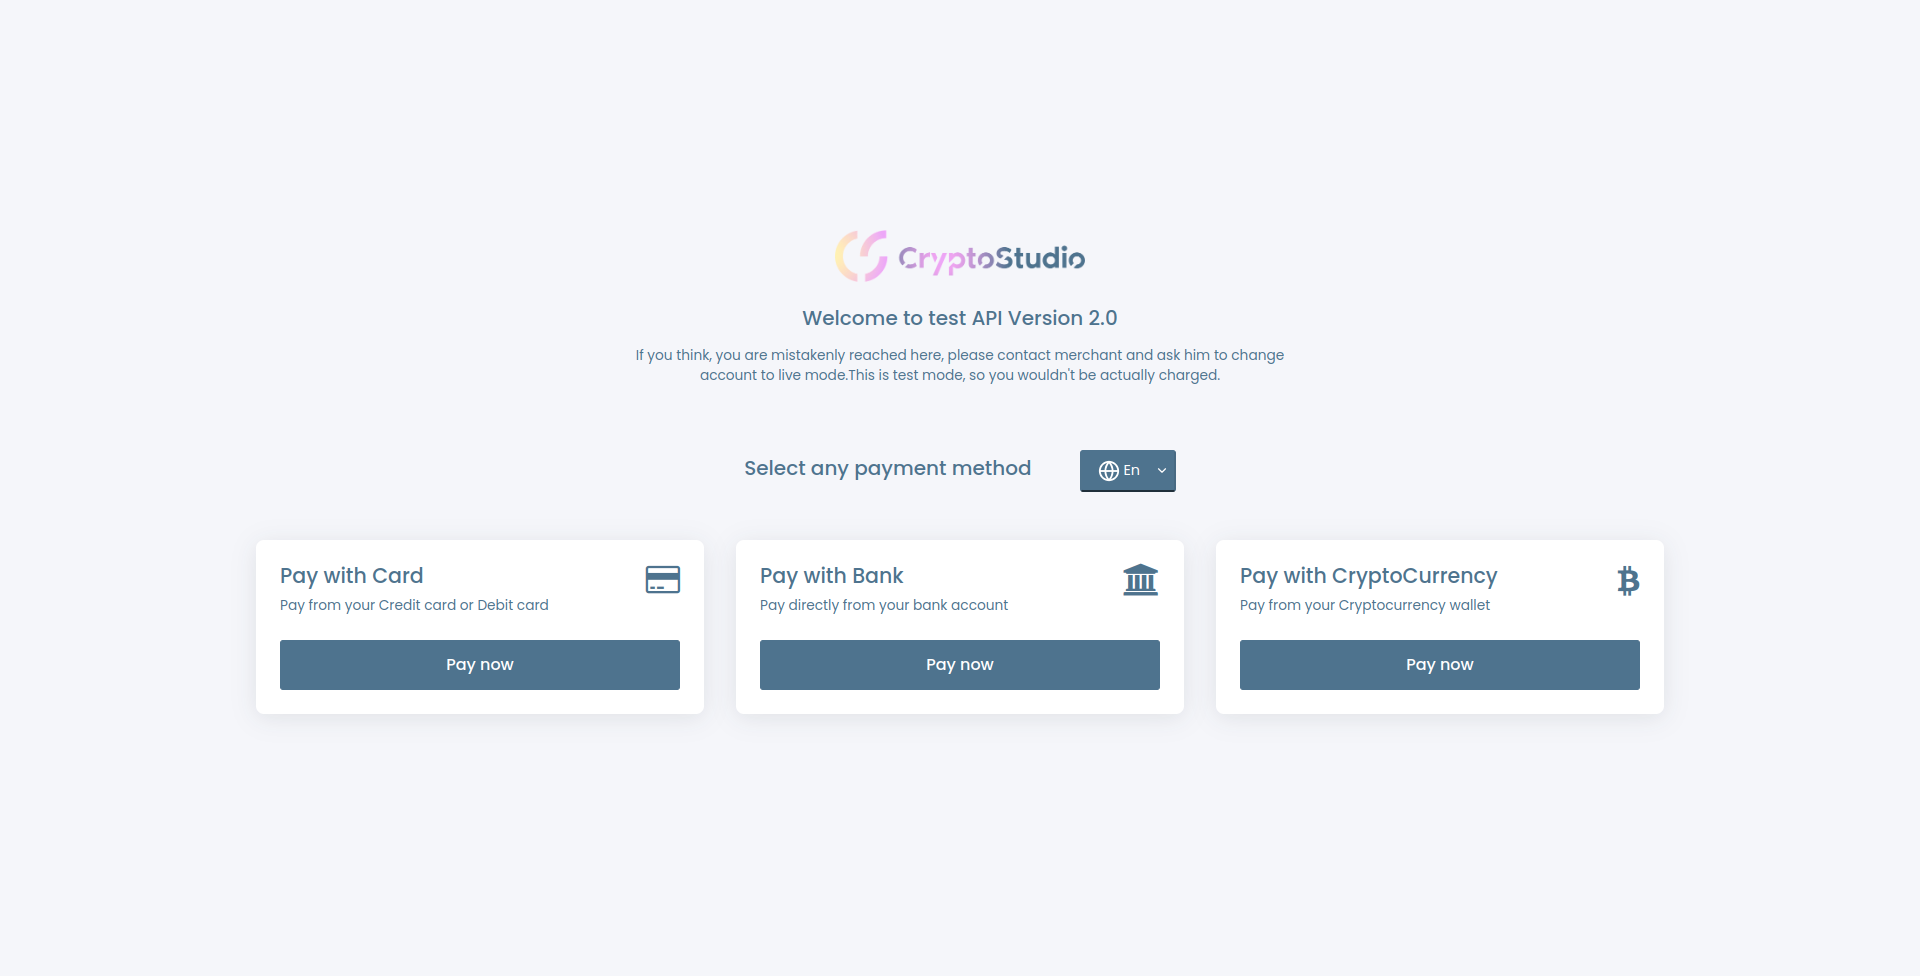 CryptoStudio
Welcome to test API Version 2.0
If you think, you are mistakenly reached here, please contact merchant and ask him to change
account to live mode.This is test mode, so you wouldn't be actually charged.
Select any payment method
En
Pay with Card
Pay from your Credit card or Debit card
Pay now
Pay with Bank
Pay directly from your bank account
Pay now
Pay with CryptoCurrency
Pay from your Cryptocurrency wallet
Pay now